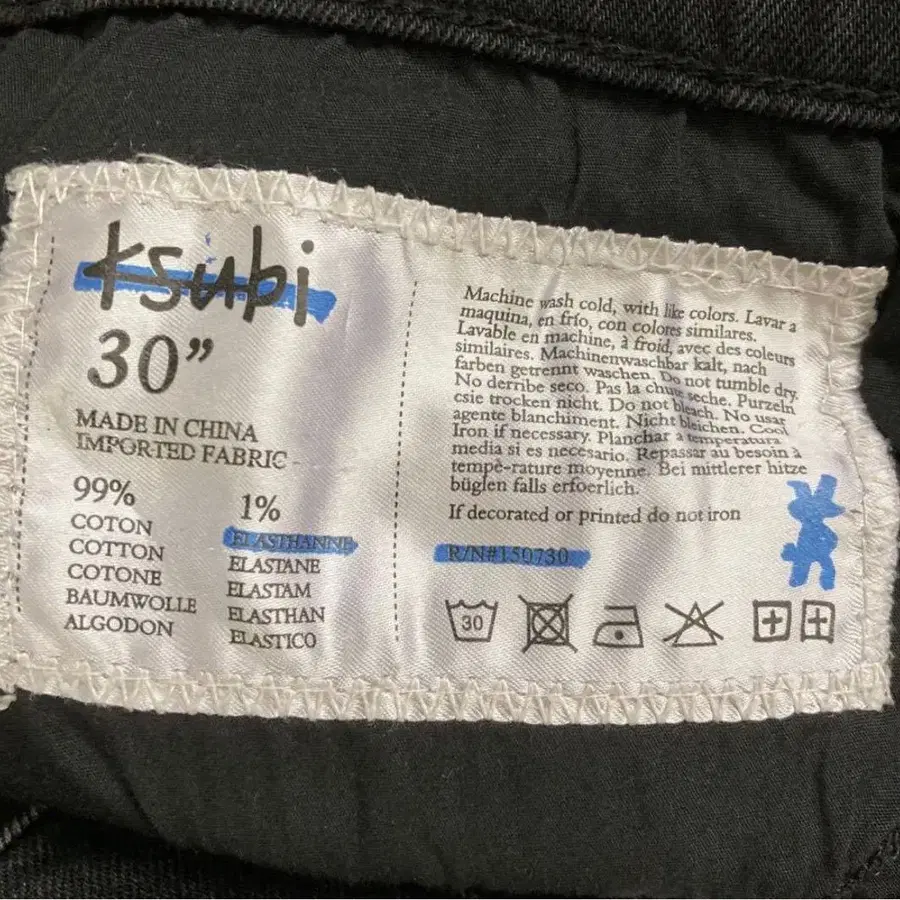 ksubi
30”
MADE IN CHINA
IMPORTED FABRIC -
99%
COTON
COTTON
COTONE
BAUMWOLLE
ALGODON
1%
ELASTHANNE
ELASTANE
ELASTAM
ELASTHAN
ELASTICO
Machine wash cold, with like colors. Lavar a
maquina, en frío, con colores similares.
Lavable en machine, à froid, avec des couleurs
similaires. Machinenwaschbar kalt, nach
farben getrennt waschen. Do not tumble dry.
No derribe seco. Pas la chute seche. Purzeln
csie trocken nicht. Do not bleach. No usar
agente blanchiment. Nicht bleichen. Cool
Iron if necessary. Planchar a temperatura
media si es necesario. Repassar au besoin à
tempè-rature moyenne. Bei mittlerer hitze
büglen falls erfoerlich.
If decorated or printed do not iron
R/N#150730
30